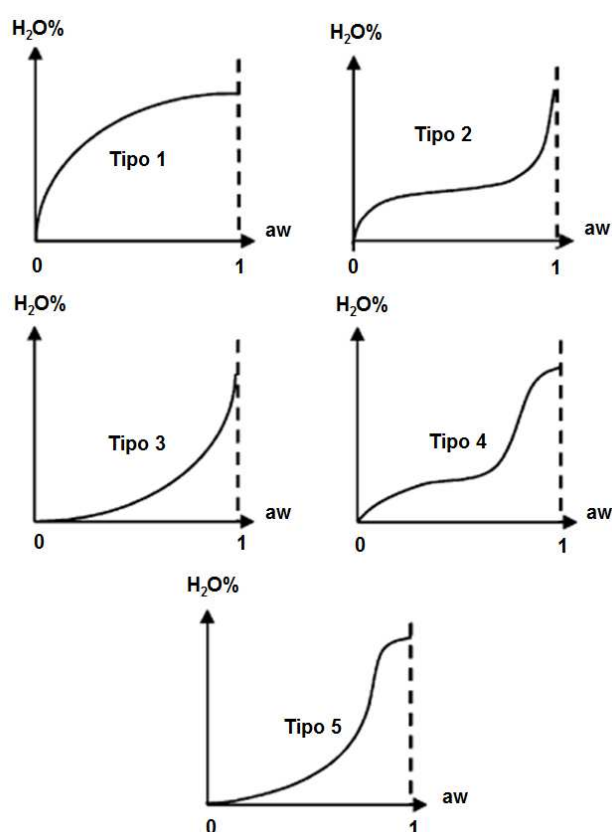 H₂O%
Tipo 1
aw
0 1
H₂O%
Tipo 2
aw
0 1
H₂O%
Tipo 3
aw
0 1
H₂O%
Tipo 4
aw
0 1
H₂O%
Tipo 5
aw
0 1